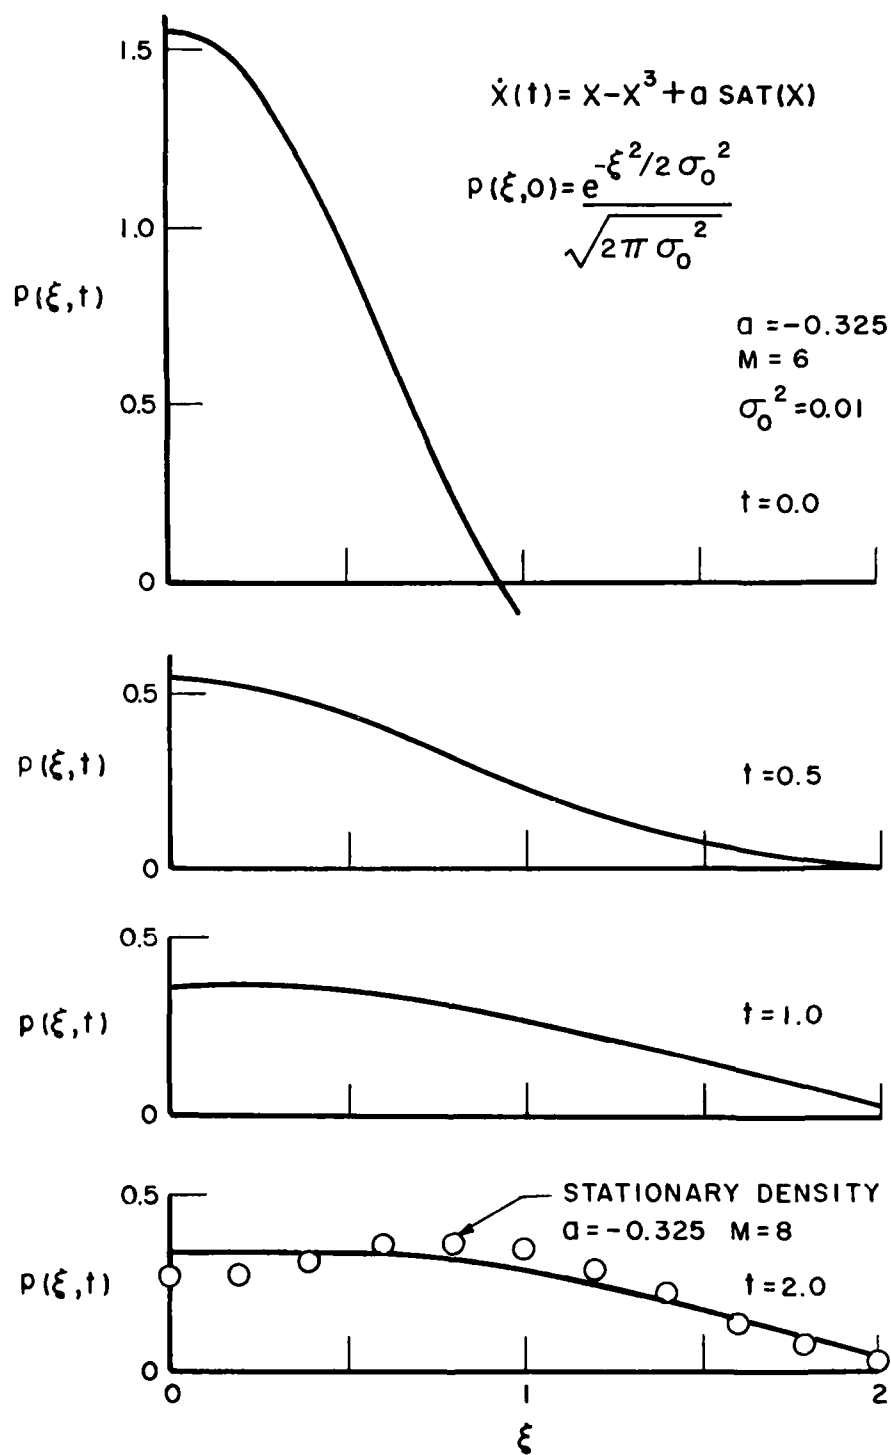 1.5
ẋ(t) = X-X³ + a SAT(X)
p(ξ,0) = e^{-ξ²/2σ₀²}
√2πσ₀²
1.0
p(ξ,t)
a = -0.325
M = 6
0.5
σ₀² = 0.01
t = 0.0
0
0.5
p(ξ,t)
t = 0.5
0
0.5
p(ξ,t)
t = 1.0
0
0.5
STATIONARY DENSITY
a = -0.325 M = 8
p(ξ,t)
t = 2.0
0
0 1 2
ξ